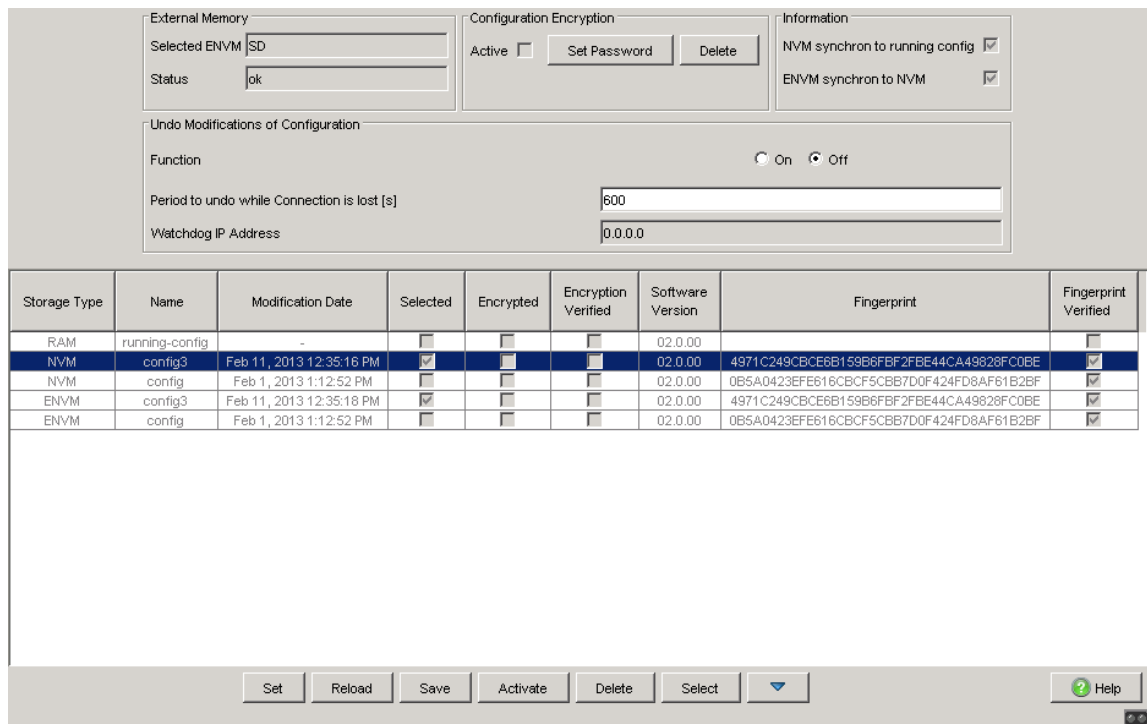 External Memory
Selected ENVM SD
Status ok
Configuration Encryption
Active Set Password Delete
Information
NVM synchron to running config
ENVM synchron to NVM
Undo Modifications of Configuration
Function On Off
Period to undo while Connection is lost [s] 600
Watchdog IP Address 0.0.0.0
Storage Type Name Modification Date Selected Encrypted Encryption Verified Software Version Fingerprint Fingerprint Verified
RAM running-config - 02.0.00
NVM config3 Feb 11, 2013 12:35:16 PM 02.0.00 4971C249CBCE6B159B6FBF2FBE44CA49828FC0BE
NVM config Feb 1, 2013 1:12:52 PM 02.0.00 0B5A0423EFE616CBCF5CBB7D0F424FD8AF61B2BF
ENVM config3 Feb 11, 2013 12:35:18 PM 02.0.00 4971C249CBCE6B159B6FBF2FBE44CA49828FC0BE
ENVM config Feb 1, 2013 1:12:52 PM 02.0.00 0B5A0423EFE616CBCF5CBB7D0F424FD8AF61B2BF
Set Reload Save Activate Delete Select Help